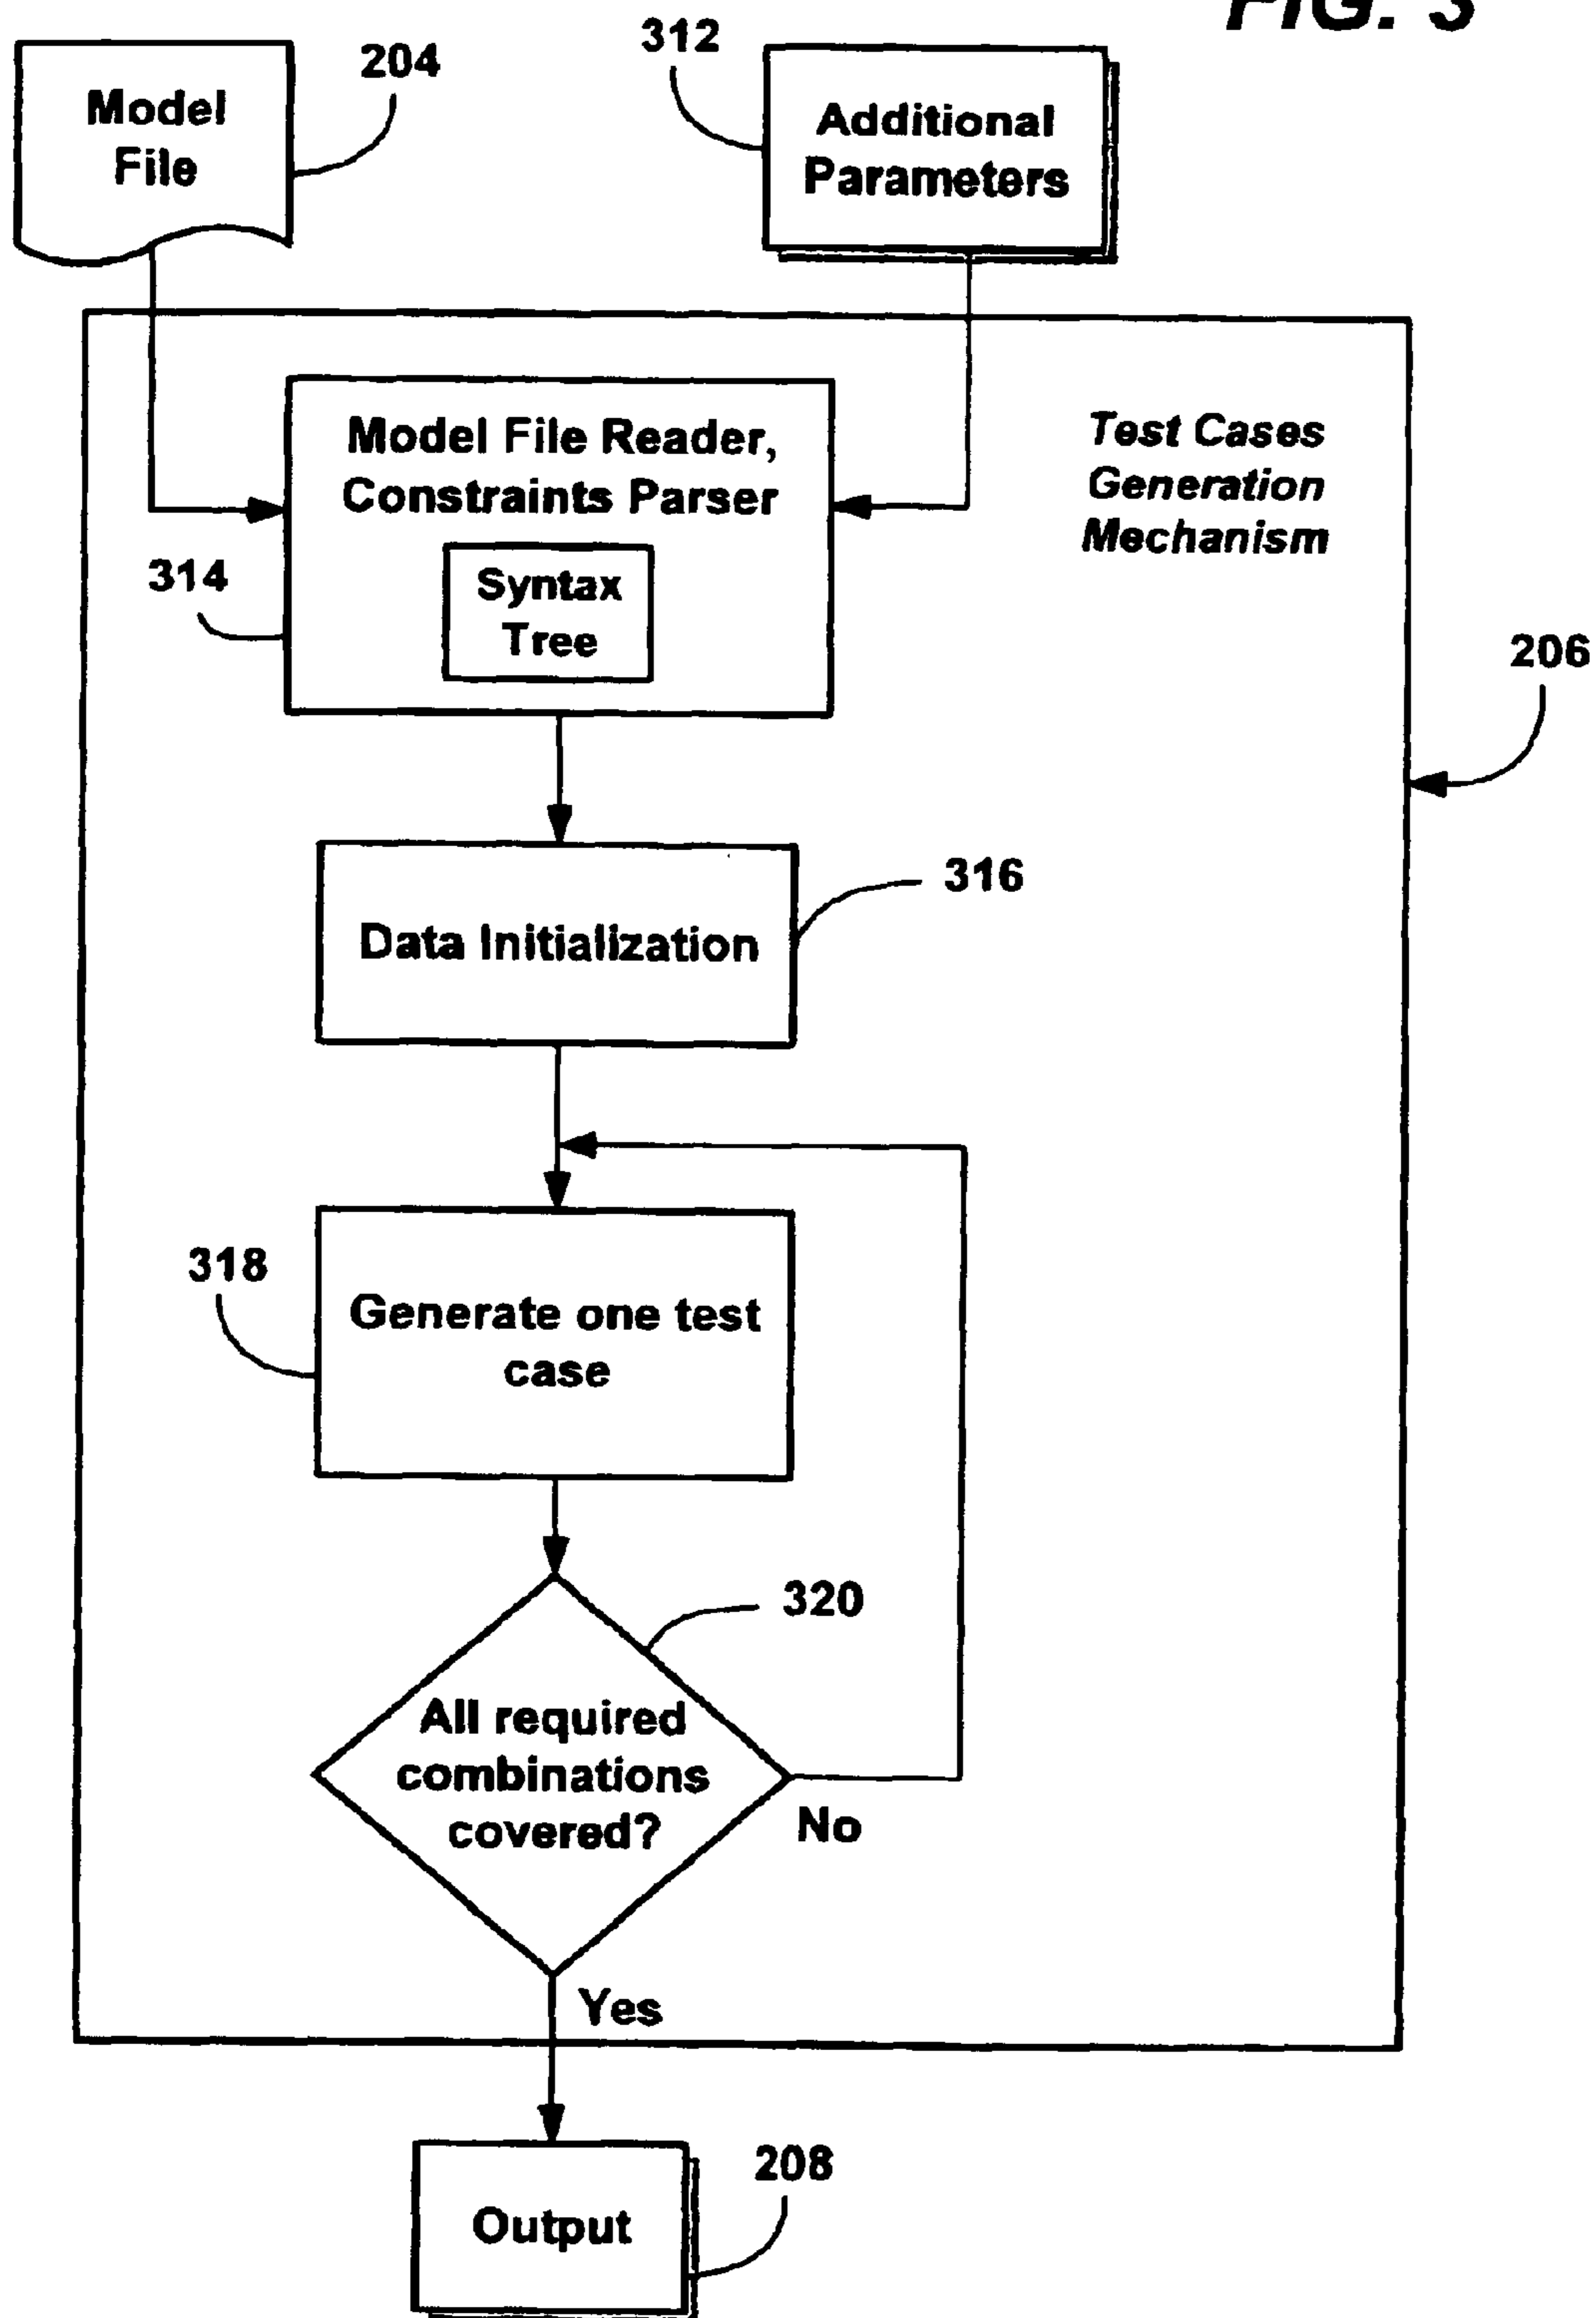 FIG. 3
204
312
Model
File
Additional
Parameters
Model File Reader,
Constraints Parser
Test Cases
Generation
Mechanism
Syntax
Tree
314
206
316
Data Initialization
318
Generate one test
case
320
All required
combinations
covered?
No
Yes
208
Output